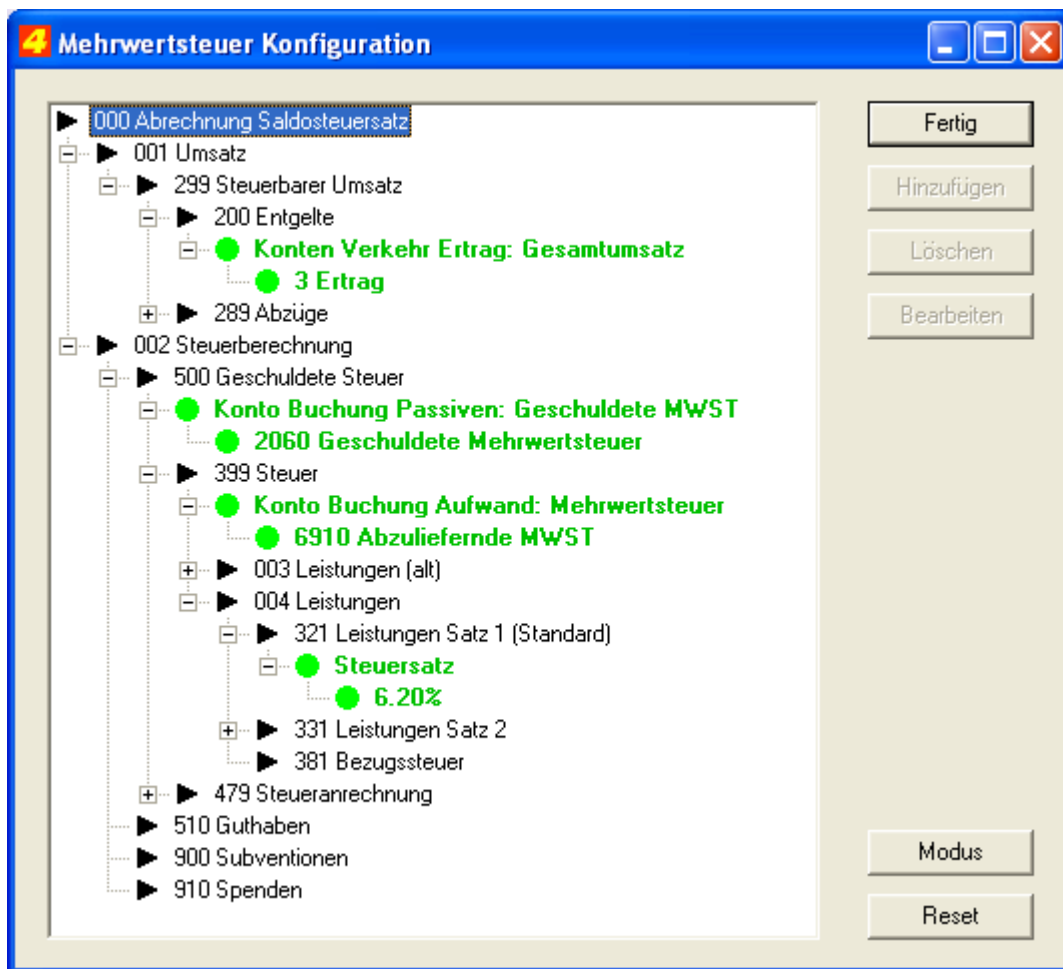 4 Mehrwertsteuer Konfiguration
000 Abrechnung Saldosteuersatz
001 Umsatz
299 Steuerbarer Umsatz
200 Entgelte
Konten Verkehr Ertrag: Gesamtumsatz
3 Ertrag
289 Abzüge
002 Steuerberechnung
500 Geschuldete Steuer
Konto Buchung Passiven: Geschuldete MWST
2060 Geschuldete Mehrwertsteuer
399 Steuer
Konto Buchung Aufwand: Mehrwertsteuer
6910 Abzuliefernde MWST
003 Leistungen (alt)
004 Leistungen
321 Leistungen Satz 1 (Standard)
Steuersatz
6.20%
331 Leistungen Satz 2
381 Bezugssteuer
479 Steueranrechnung
510 Guthaben
900 Subventionen
910 Spenden
Fertig
Hinzufügen
Löschen
Bearbeiten
Modus
Reset